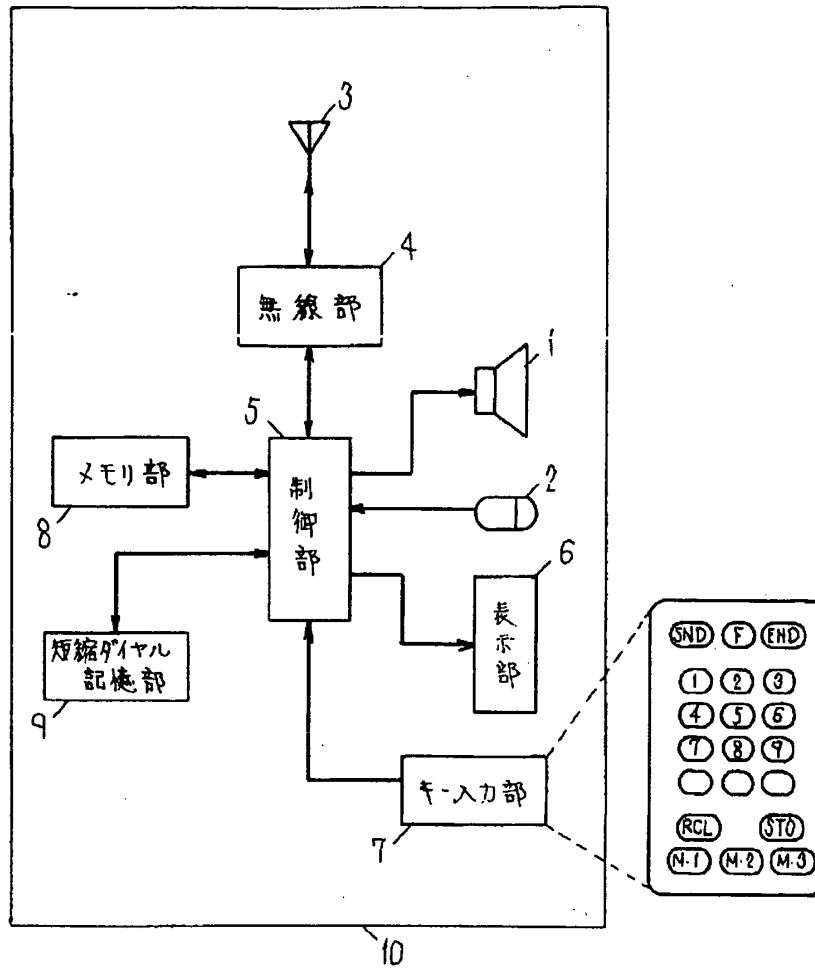 3
4
無線部
1
5
メモリ部
8
制御部
2
6
表示部
短縮ダイヤル
記憶部
9
キー入力部
7
SND F END
1 2 3
4 5 6
7 8 9
RCL STO
M·1 M·2 M·3
10